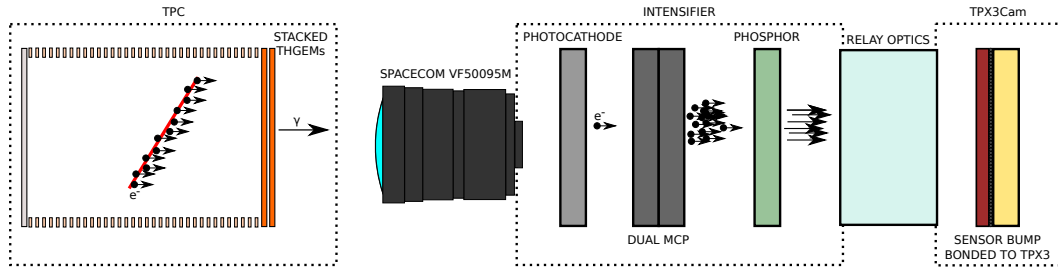 TPC
INTENSIFIER
TPX3Cam
STACKED
THGEMs
PHOTOCATHODE
PHOSPHOR
RELAY OPTICS
SPACECOM VF50095M
γ
e-
e-
DUAL MCP
SENSOR BUMP
BONDED TO TPX3